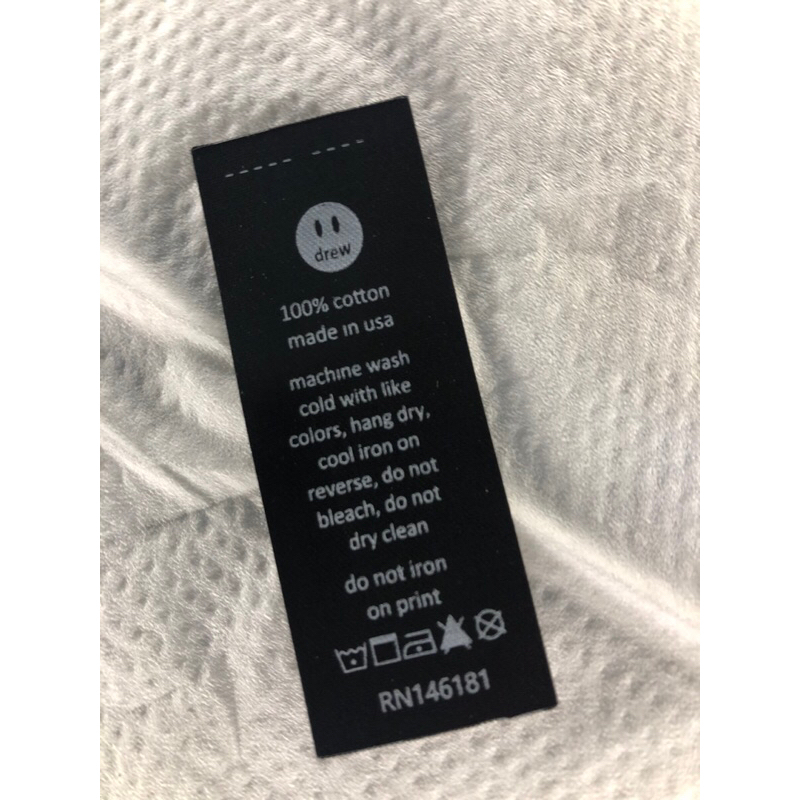 drew
100% cotton
made in usa
machine wash
cold with like
colors, hang dry,
cool iron on
reverse, do not
bleach, do not
dry clean
do not iron
on print
RN146181